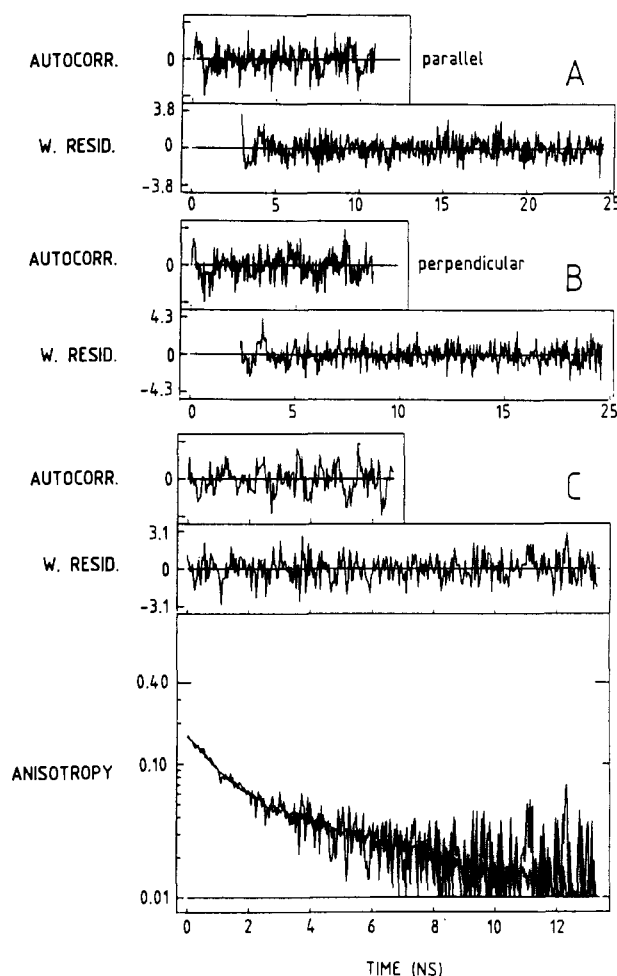 AUTOCORR.
0
parallel
A
3.8
W. RESID.
0
-3.8
0 5 10 15 20 25
AUTOCORR.
0
perpendicular
B
4.3
W. RESID.
0
-4.3
0 5 10 15 20 25
AUTOCORR.
0
C
3.1
W. RESID.
0
-3.1
0.40
ANISOTROPY
0.10
0.01
0 2 4 6 8 10 12
TIME (NS)